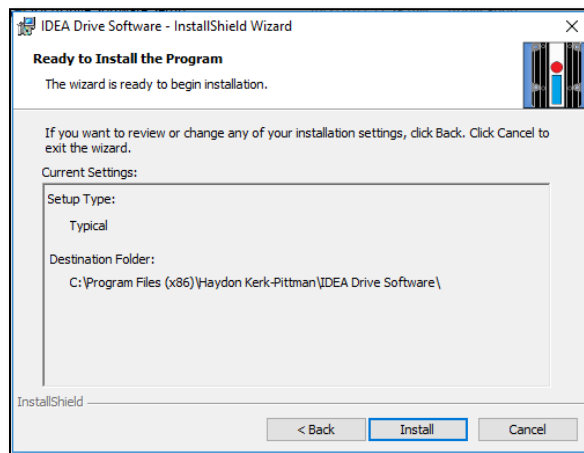 IDEA Drive Software - InstallShield Wizard
Ready to Install the Program
The wizard is ready to begin installation.
If you want to review or change any of your installation settings, click Back. Click Cancel to
exit the wizard.
Current Settings:
Setup Type:
Typical
Destination Folder:
C:\Program Files (x86)\Haydon Kerk-Pittman\IDEA Drive Software\
InstallShield
< Back
Install
Cancel